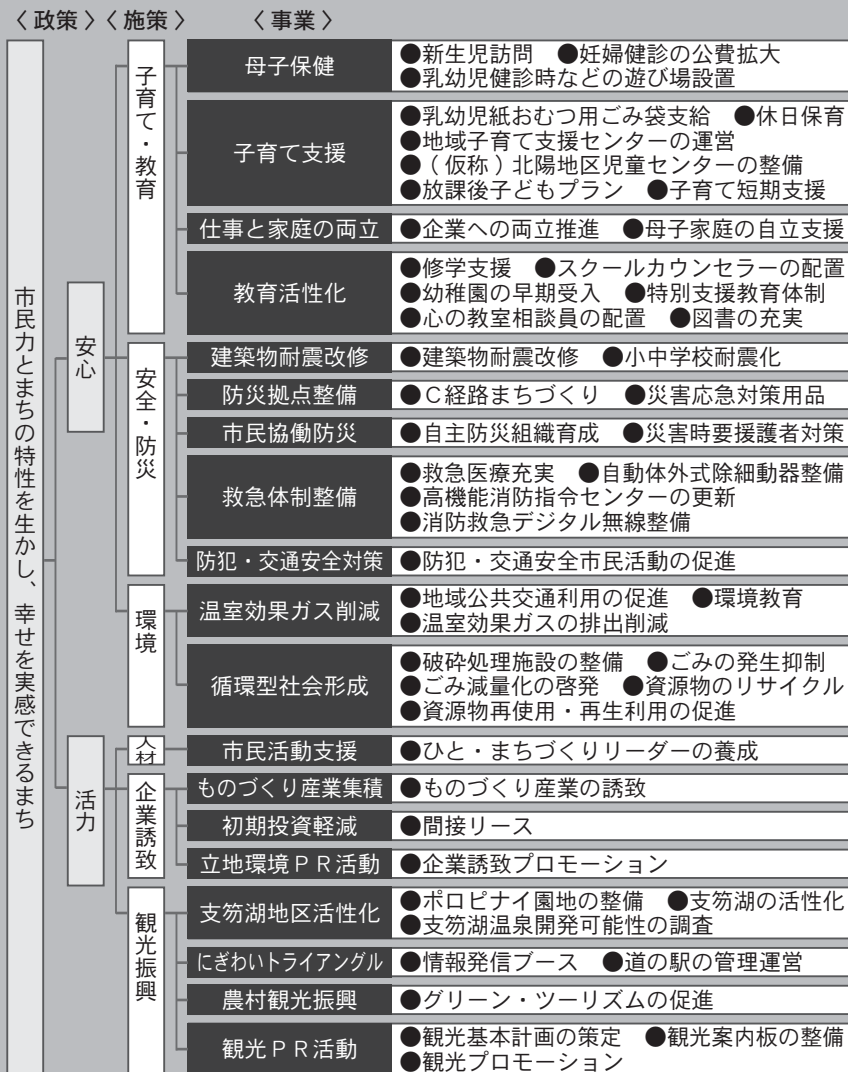 〈政策〉〈施策〉 〈事業〉
市民力とまちの特性を生かし、幸せを実感できるまち
安心
子育て・教育
母子保健
●新生児訪問 ●妊婦健診の公費拡大
●乳幼児健診時などの遊び場設置
子育て支援
●乳幼児紙おむつ用ごみ袋支給 ●休日保育
●地域子育て支援センターの運営
●（仮称）北陽地区児童センターの整備
●放課後子どもプラン ●子育て短期支援
仕事と家庭の両立
●企業への両立推進 ●母子家庭の自立支援
教育活性化
●修学支援 ●スクールカウンセラーの配置
●幼稚園の早期受入 ●特別支援教育体制
●心の教室相談員の配置 ●図書の充実
安全・防災
建築物耐震改修
●建築物耐震改修 ●小中学校耐震化
防災拠点整備
●Ｃ経路まちづくり ●災害応急対策用品
市民協働防災
●自主防災組織育成 ●災害時要援護者対策
救急体制整備
●救急医療充実 ●自動体外式除細動器整備
●高機能消防指令センターの更新
●消防救急デジタル無線整備
防犯・交通安全対策
●防犯・交通安全市民活動の促進
環境
温室効果ガス削減
●地域公共交通利用の促進 ●環境教育
●温室効果ガスの排出削減
循環型社会形成
●破砕処理施設の整備 ●ごみの発生抑制
●ごみ減量化の啓発 ●資源物のリサイクル
●資源物再使用・再生利用の促進
活力
人材
市民活動支援
●ひと・まちづくりリーダーの養成
企業誘致
ものづくり産業集積
●ものづくり産業の誘致
初期投資軽減
●間接リース
立地環境ＰＲ活動
●企業誘致プロモーション
観光振興
支笏湖地区活性化
●ポロピナイ園地の整備 ●支笏湖の活性化
●支笏湖温泉開発可能性の調査
にぎわいトライアングル
●情報発信ブース ●道の駅の管理運営
農村観光振興
●グリーン・ツーリズムの促進
観光ＰＲ活動
●観光基本計画の策定 ●観光案内板の整備
●観光プロモーション